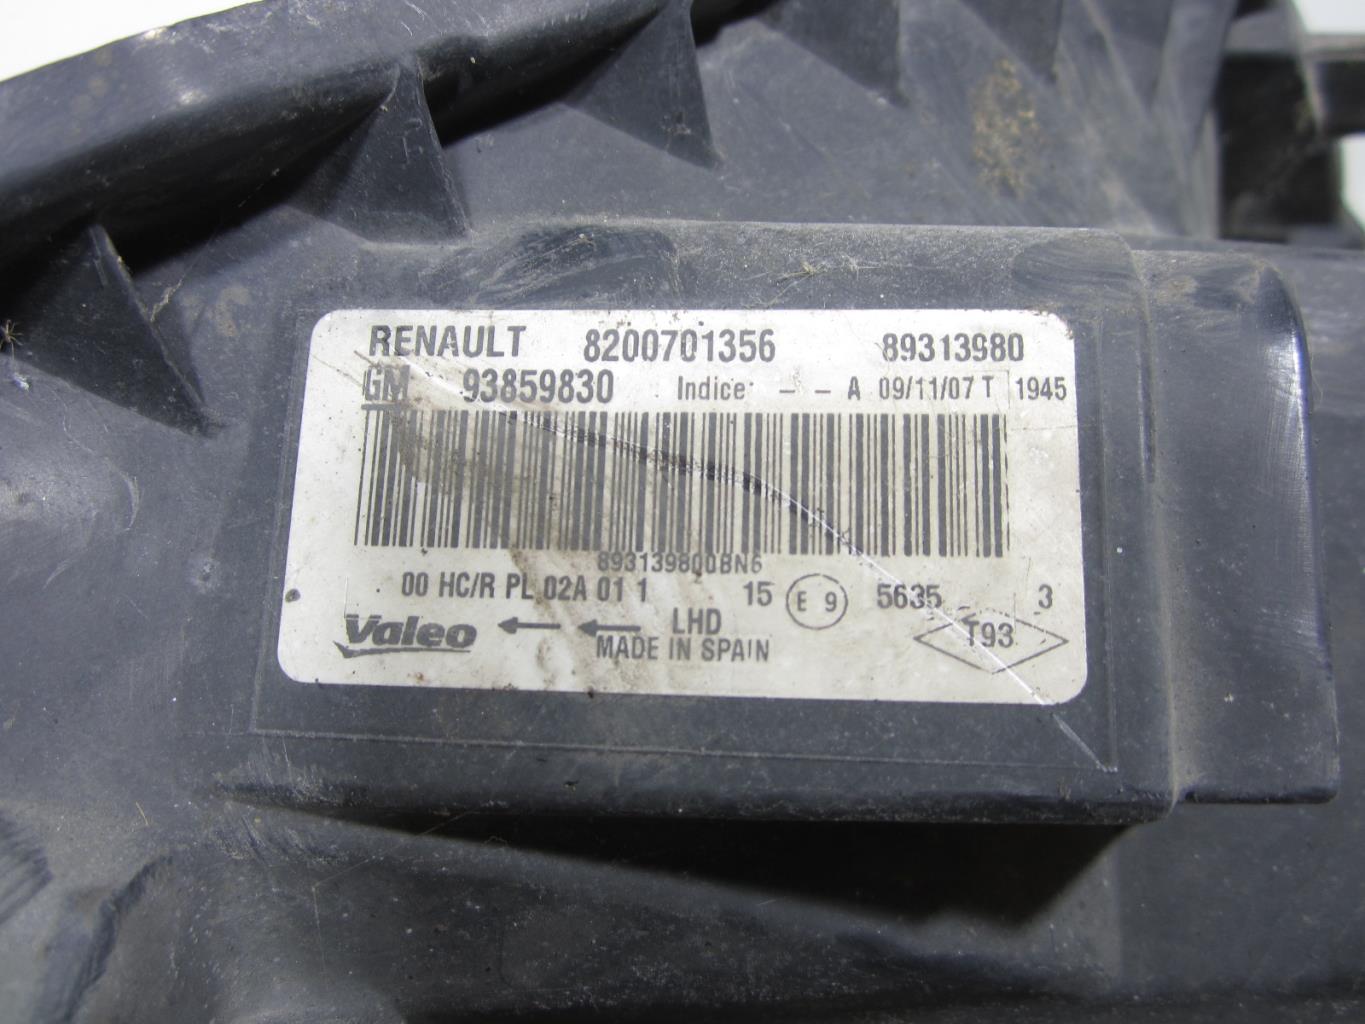 RENAULT 8200701356 89313980
GM 93859830 Indice: - - A 09/11/07 T 1945
893139800BN6
00 HC/R PL 02A 01 1 15 E 9 5635 3
Valeo LHD T93
MADE IN SPAIN